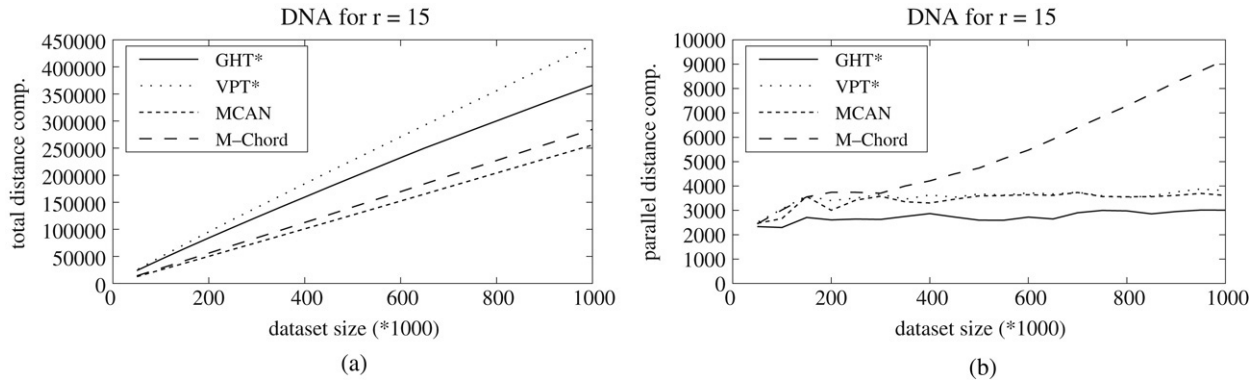 DNA for r = 15
450000
400000
350000
300000
250000
200000
150000
100000
50000
0
total distance comp.
GHT*
VPT*
MCAN
M–Chord
0 200 400 600 800 1000
dataset size (*1000)
(a)
DNA for r = 15
10000
9000
8000
7000
6000
5000
4000
3000
2000
1000
0
parallel distance comp.
GHT*
VPT*
MCAN
M–Chord
0 200 400 600 800 1000
dataset size (*1000)
(b)